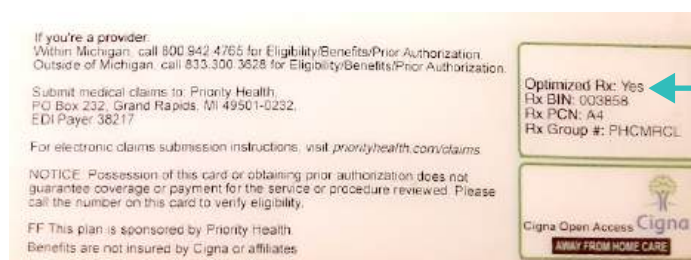 If you're a provider:
Within Michigan, call 800.942.4765 for Eligibility/Benefits/Prior Authorization.
Outside of Michigan, call 833.300.3628 for Eligibility/Benefits/Prior Authorization.
Submit medical claims to: Priority Health,
PO Box 232, Grand Rapids, MI 49501-0232,
EDI Payer 38217
For electronic claims submission instructions, visit priorityhealth.com/claims.
NOTICE: Possession of this card or obtaining prior authorization does not
guarantee coverage or payment for the service or procedure reviewed. Please
call the number on this card to verify eligibility.
FF This plan is sponsored by Priority Health
Benefits are not insured by Cigna or affiliates
Optimized Rx: Yes
Rx BIN: 003858
Rx PCN: A4
Rx Group #: PHCMRCL
Cigna Open Access Cigna
AWAY FROM HOME CARE